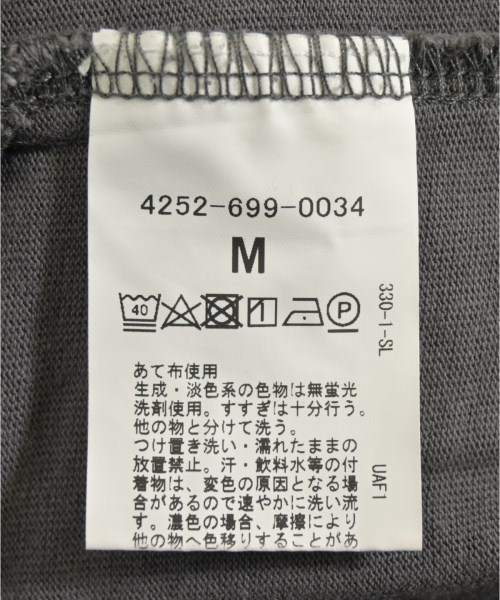 4252-699-0034
M
40
P
330-1-SL
あて布使用
生成・淡色系の色物は無蛍光
洗剤使用。すすぎは十分行う。
他の物と分けて洗う。
つけ置き洗い・濡れたままの
放置禁止。汗・飲料水等の付
着物は、変色の原因となる場
合があるので速やかに洗い流
す。濃色の場合、摩擦により
他の物へ色移りすることがあ
UAF1